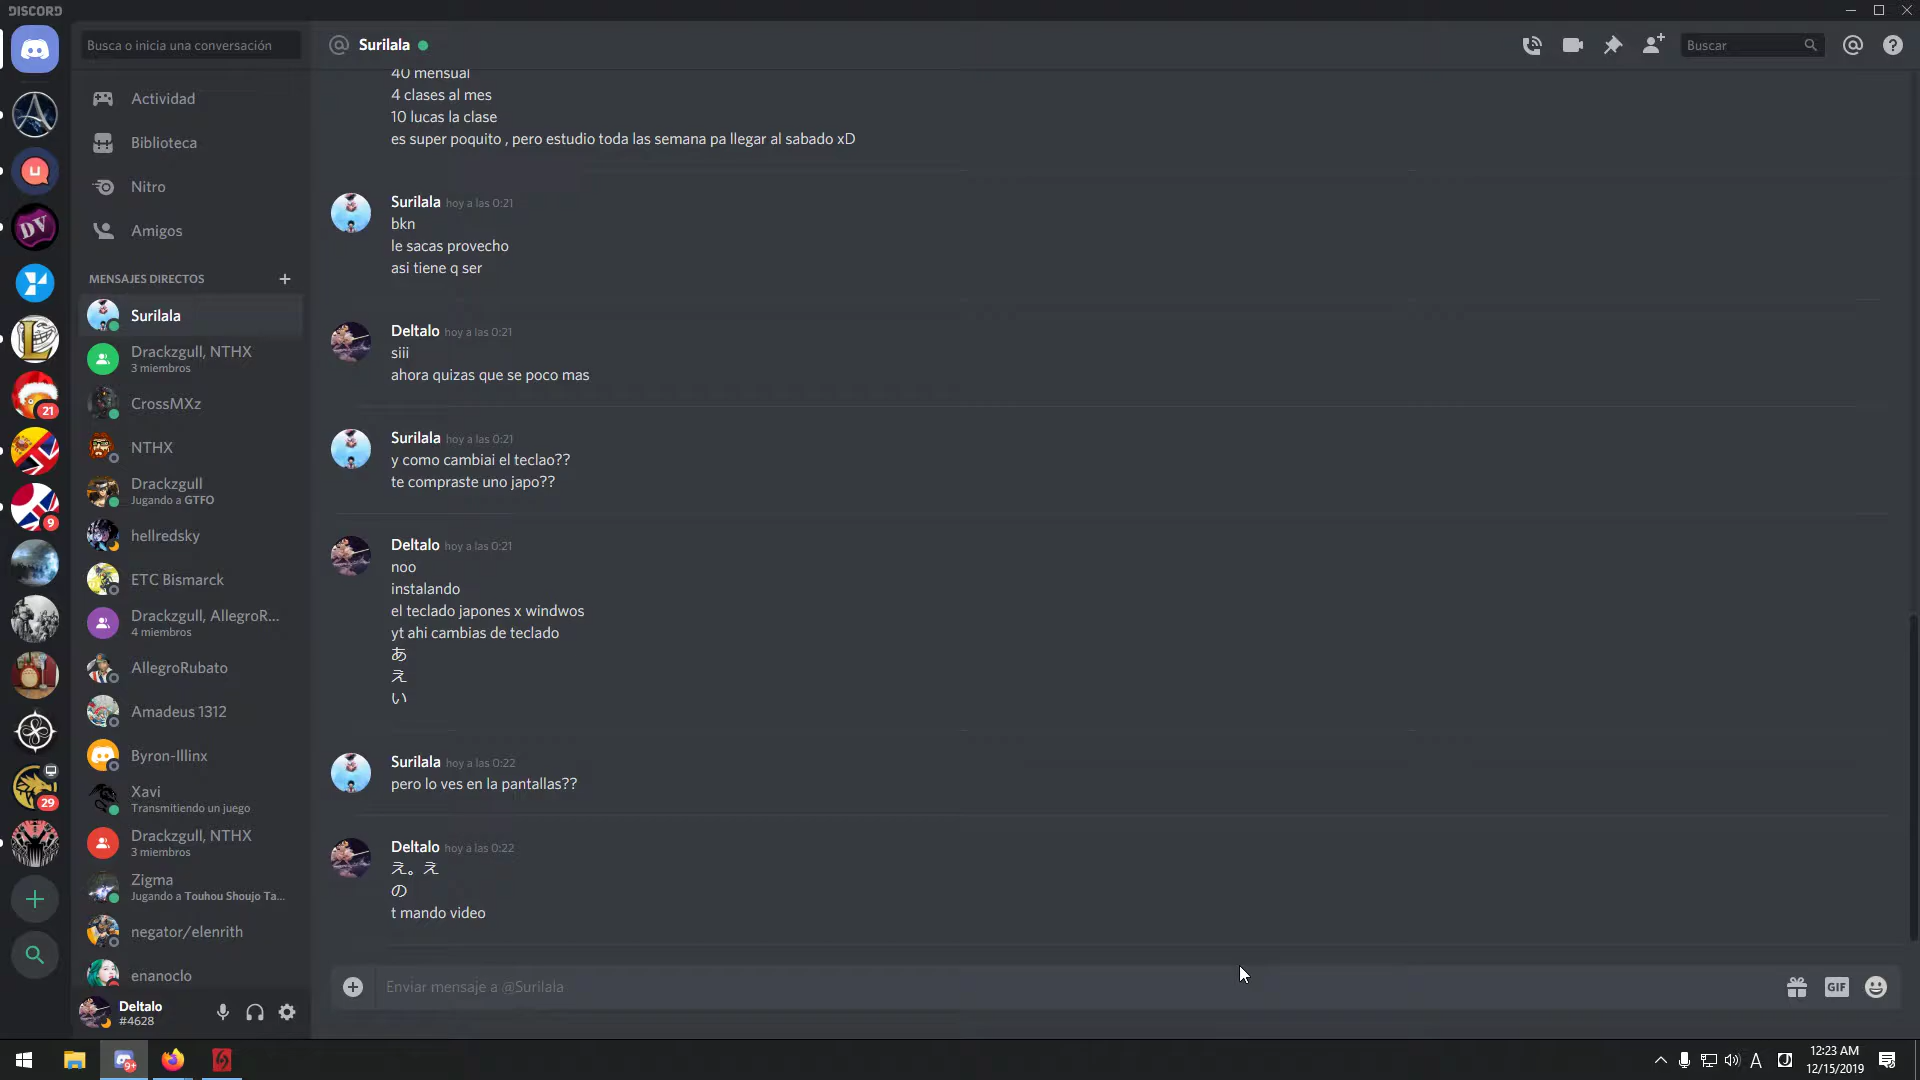 DISCORD
Busca o inicia una conversación
Actividad
Biblioteca
Nitro
Amigos
MENSAJES DIRECTOS
Surilala
Drackzgull, NTHX
3 miembros
CrossMXz
NTHX
Drackzgull
Jugando a GTFO
hellredsky
ETC Bismarck
Drackzgull, AllegroR...
4 miembros
AllegroRubato
Amadeus 1312
Byron-Illinx
Xavi
Transmitiendo un juego
Drackzgull, NTHX
3 miembros
Zigma
Jugando a Touhou Shoujo Ta...
negator/elenrith
enanoclo
Deltalo
#4628
21
9
29
DV
L
Surilala
Buscar
40 mensual
4 clases al mes
10 lucas la clase
es super poquito , pero estudio toda las semana pa llegar al sabado xD
Surilala hoy a las 0:21
bkn
le sacas provecho
asi tiene q ser
Deltalo hoy a las 0:21
siii
ahora quizas que se poco mas
Surilala hoy a las 0:21
y como cambiai el teclao??
te compraste uno japo??
Deltalo hoy a las 0:21
noo
instalando
el teclado japones x windwos
yt ahi cambias de teclado
あ
え
い
Surilala hoy a las 0:22
pero lo ves en la pantallas??
Deltalo hoy a las 0:22
え。え
の
t mando video
Enviar mensaje a @Surilala
GIF
9+
A
12:23 AM
12/15/2019